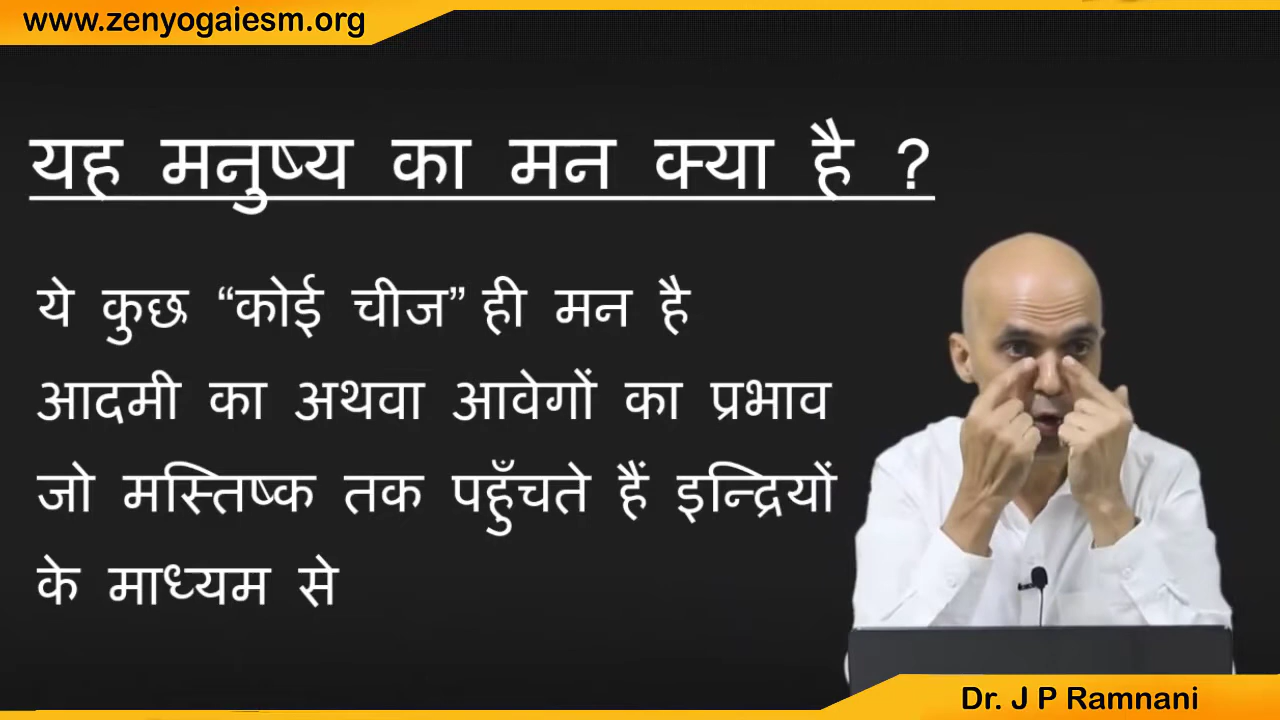 www.zenyogaiesm.org
यह मनुष्य का मन क्या है ?
ये कुछ “कोई चीज” ही मन है
आदमी का अथवा आवेगों का प्रभाव
जो मस्तिष्क तक पहुँचते हैं इन्द्रियों
के माध्यम से
Dr. J P Ramnani